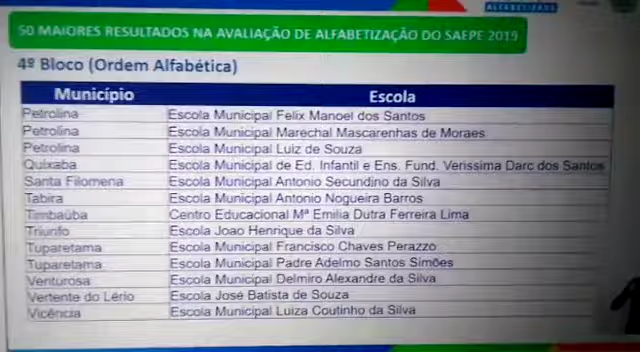 ALFABETIZADO
50 MAIORES RESULTADOS NA AVALIAÇÃO DE ALFABETIZAÇÃO DO SAEPE 2019
4º Bloco (Ordem Alfabética)
Município Escola
Petrolina Escola Municipal Felix Manoel dos Santos
Petrolina Escola Municipal Marechal Mascarenhas de Moraes
Petrolina Escola Municipal Luiz de Souza
Quixaba Escola Municipal de Ed. Infantil e Ens. Fund. Verissima Darc dos Santos
Santa Filomena Escola Municipal Antonio Secundino da Silva
Tabira Escola Municipal Antonio Nogueira Barros
Timbaúba Centro Educacional Mª Emilia Dutra Ferreira Lima
Triunfo Escola Joao Henrique da Silva
Tuparetama Escola Municipal Francisco Chaves Perazzo
Tuparetama Escola Municipal Padre Adelmo Santos Simões
Venturosa Escola Municipal Delmiro Alexandre da Silva
Vertente do Lério Escola José Batista de Souza
Vicência Escola Municipal Luiza Coutinho da Silva